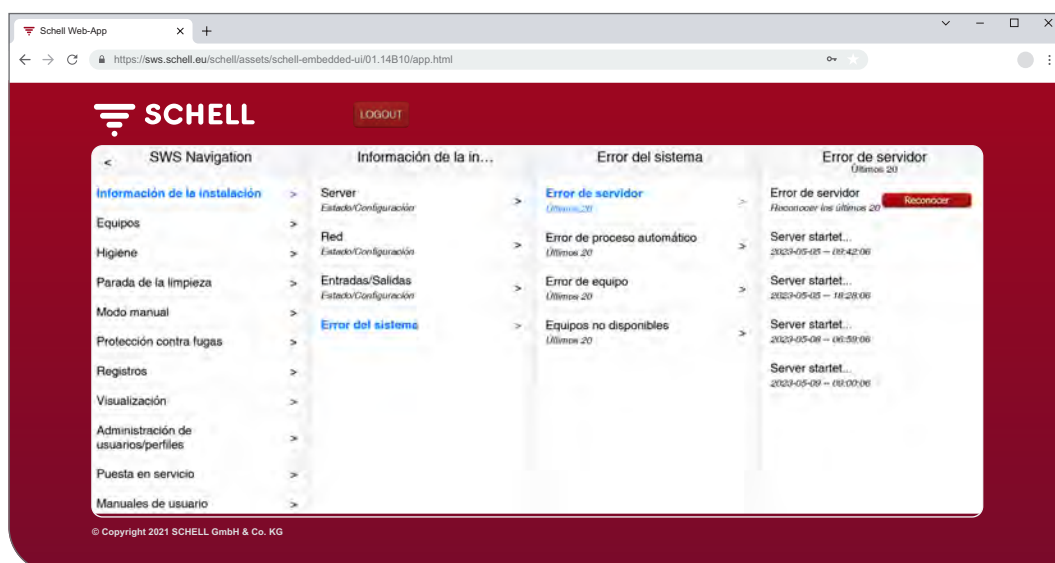 Schell Web-App
https://sws.schell.eu/schell/assets/schell-embedded-ui/01.14B10/app.html
SCHELL
LOGOUT
< SWS Navigation
Información de la instalación >
Equipos >
Higiene >
Parada de la limpieza >
Modo manual >
Protección contra fugas >
Registros >
Visualización >
Administración de
usuarios/perfiles >
Puesta en servicio >
Manuales de usuario >
Información de la in...
Server >
Estado/Configuración
Red >
Estado/Configuración
Entradas/Salidas >
Estado/Configuración
Error del sistema >
Error del sistema
Error de servidor >
Últimos 20
Error de proceso automático >
Últimos 20
Error de equipo >
Últimos 20
Equipos no disponibles >
Últimos 20
Error de servidor
Últimos 20
Error de servidor
Reconocer los últimos 20
Reconocer
Server startet...
2023-05-05 – 09:42:06
Server startet...
2023-05-05 – 18:28:06
Server startet...
2023-05-08 – 06:59:06
Server startet...
2023-05-09 – 09:00:06
© Copyright 2021 SCHELL GmbH & Co. KG